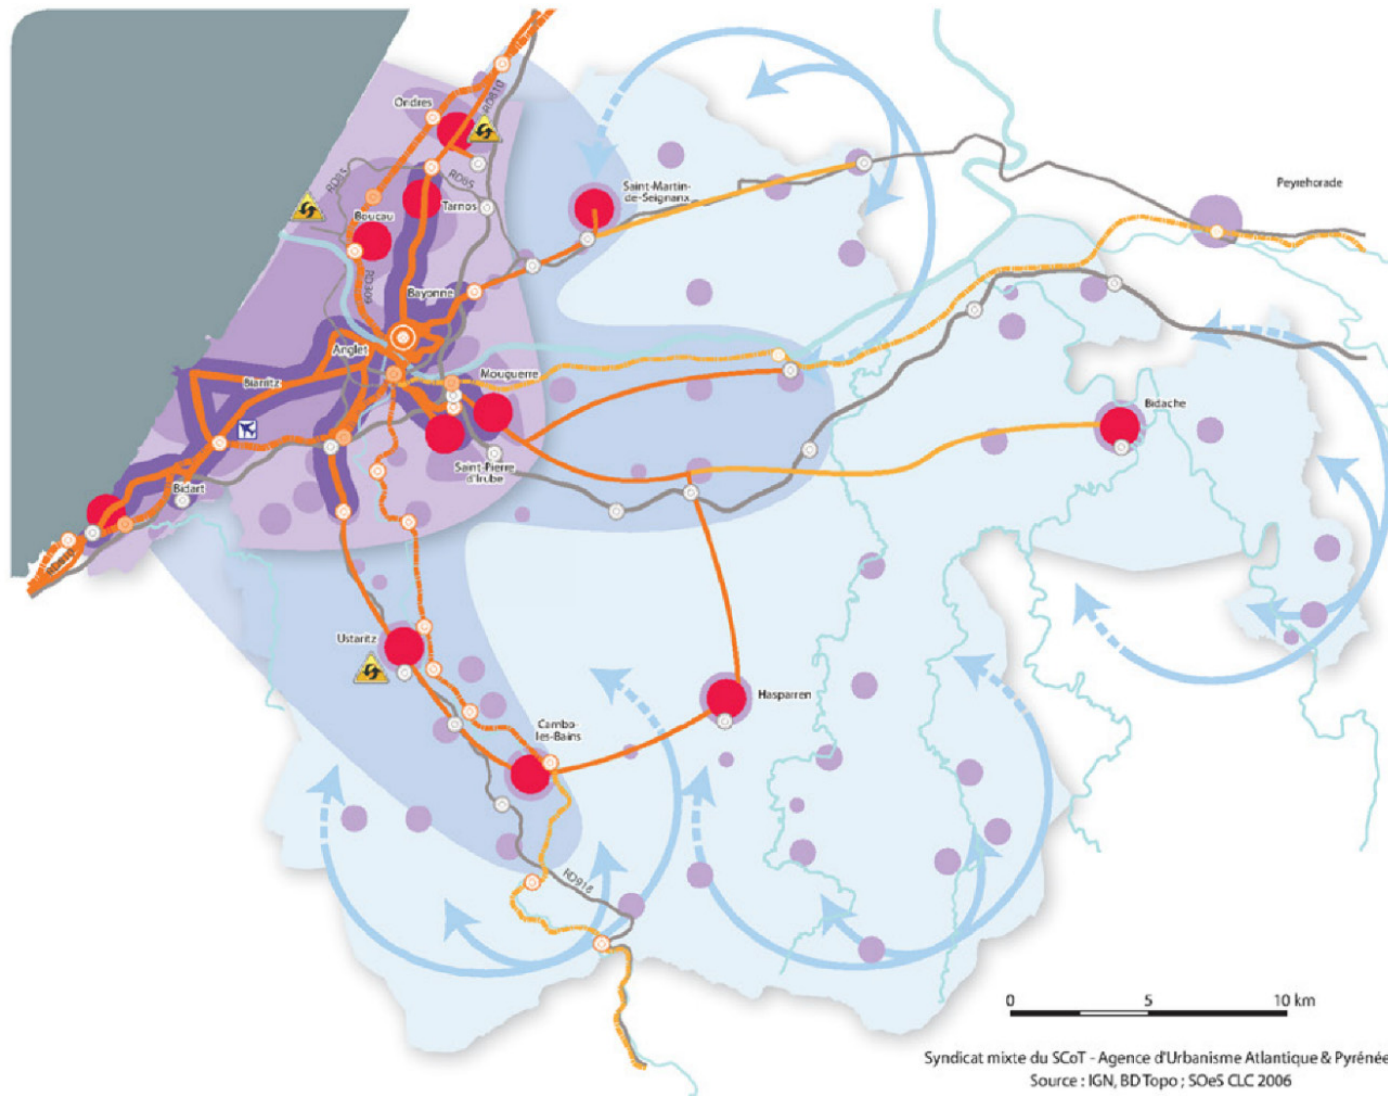 Ondres
RD810
RD85
RD85
Tarnos
Boucau
Saint-Martin-
de-Seignanx
Peyrehorade
RD309
Bayonne
Anglet
Mouguerre
Biarritz
Bidache
Saint-Pierre
d'Irube
Bidart
RD810
Ustaritz
Hasparren
Cambo-
les-Bains
RD918
0 5 10 km
Syndicat mixte du SCoT - Agence d'Urbanisme Atlantique & Pyrénée
Source : IGN, BD Topo ; SOeS CLC 2006